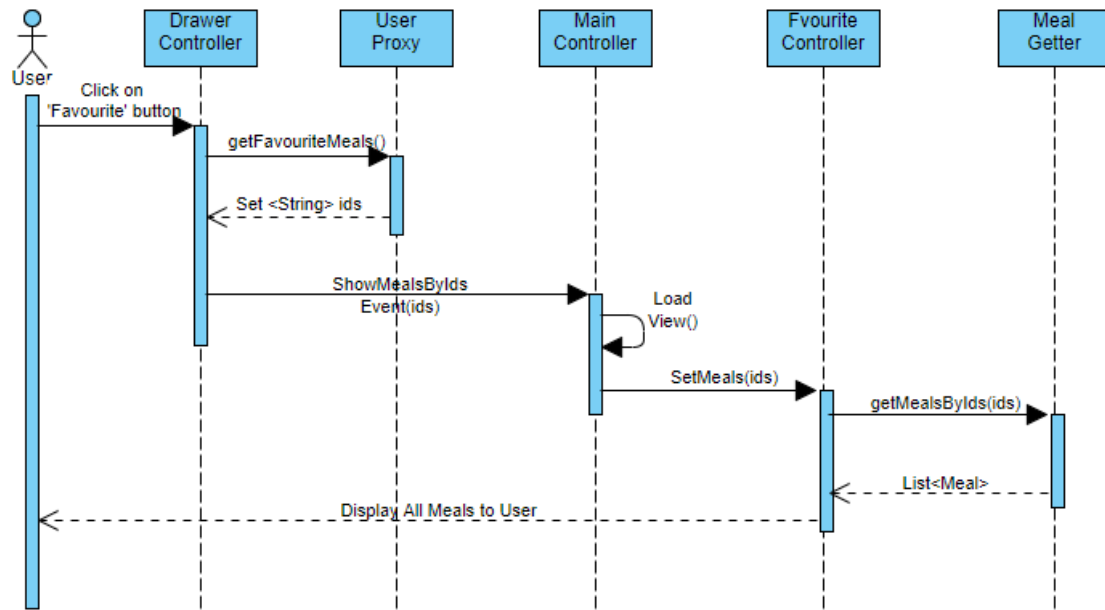 Drawer
Controller
User
Proxy
Main
Controller
Fvourite
Controller
Meal
Getter
User
Click on
'Favourite' button
getFavouriteMeals()
Set <String> ids
ShowMealsByIds
Event(ids)
Load
View()
SetMeals(ids)
getMealsByIds(ids)
List<Meal>
Display All Meals to User